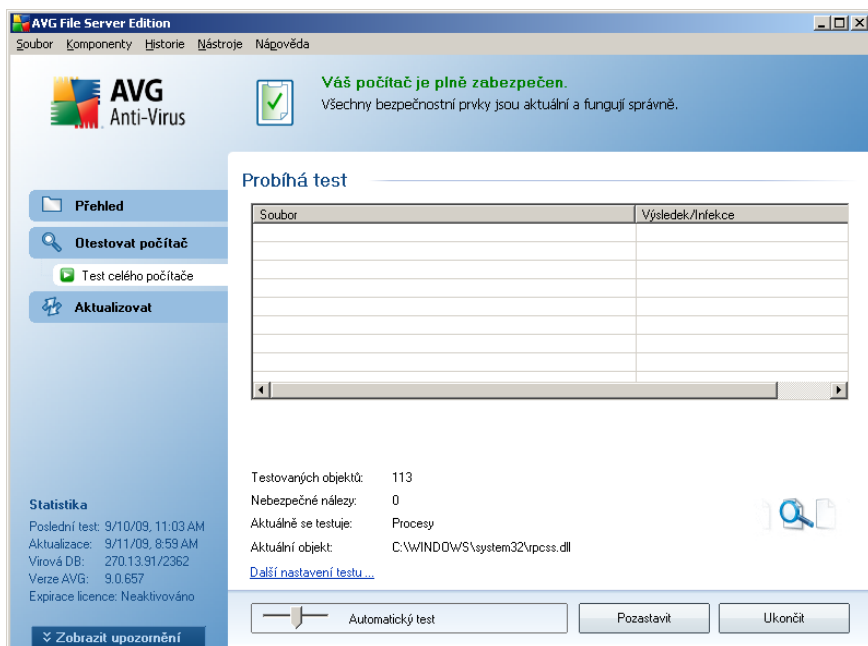 AVG File Server Edition
Soubor Komponenty Historie Nástroje Nápověda
AVG
Anti-Virus
Váš počítač je plně zabezpečen.
Všechny bezpečnostní prvky jsou aktuální a fungují správně.
Přehled
Otestovat počítač
Test celého počítače
Aktualizovat
Probíhá test
Soubor Výsledek/Infekce
Testovaných objektů: 113
Nebezpečné nálezy: 0
Aktuálně se testuje: Procesy
Aktuální objekt: C:\WINDOWS\system32\rpcss.dll
Další nastavení testu ...
Statistika
Poslední test: 9/10/09, 11:03 AM
Aktualizace: 9/11/09, 8:59 AM
Virová DB: 270.13.91/2362
Verze AVG: 9.0.657
Expirace licence: Neaktivováno
Zobrazit upozornění
Automatický test
Pozastavit
Ukončit